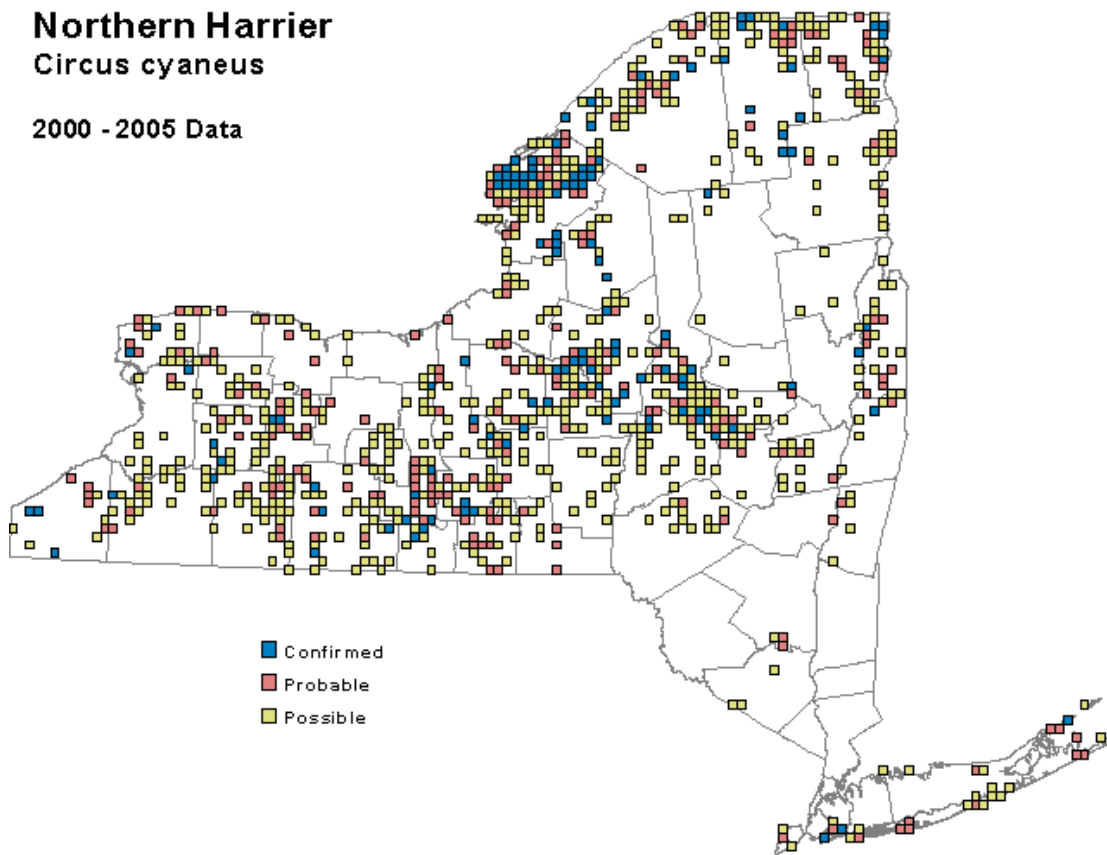 Northern Harrier
Circus cyaneus
2000 - 2005 Data
Confirmed
Probable
Possible